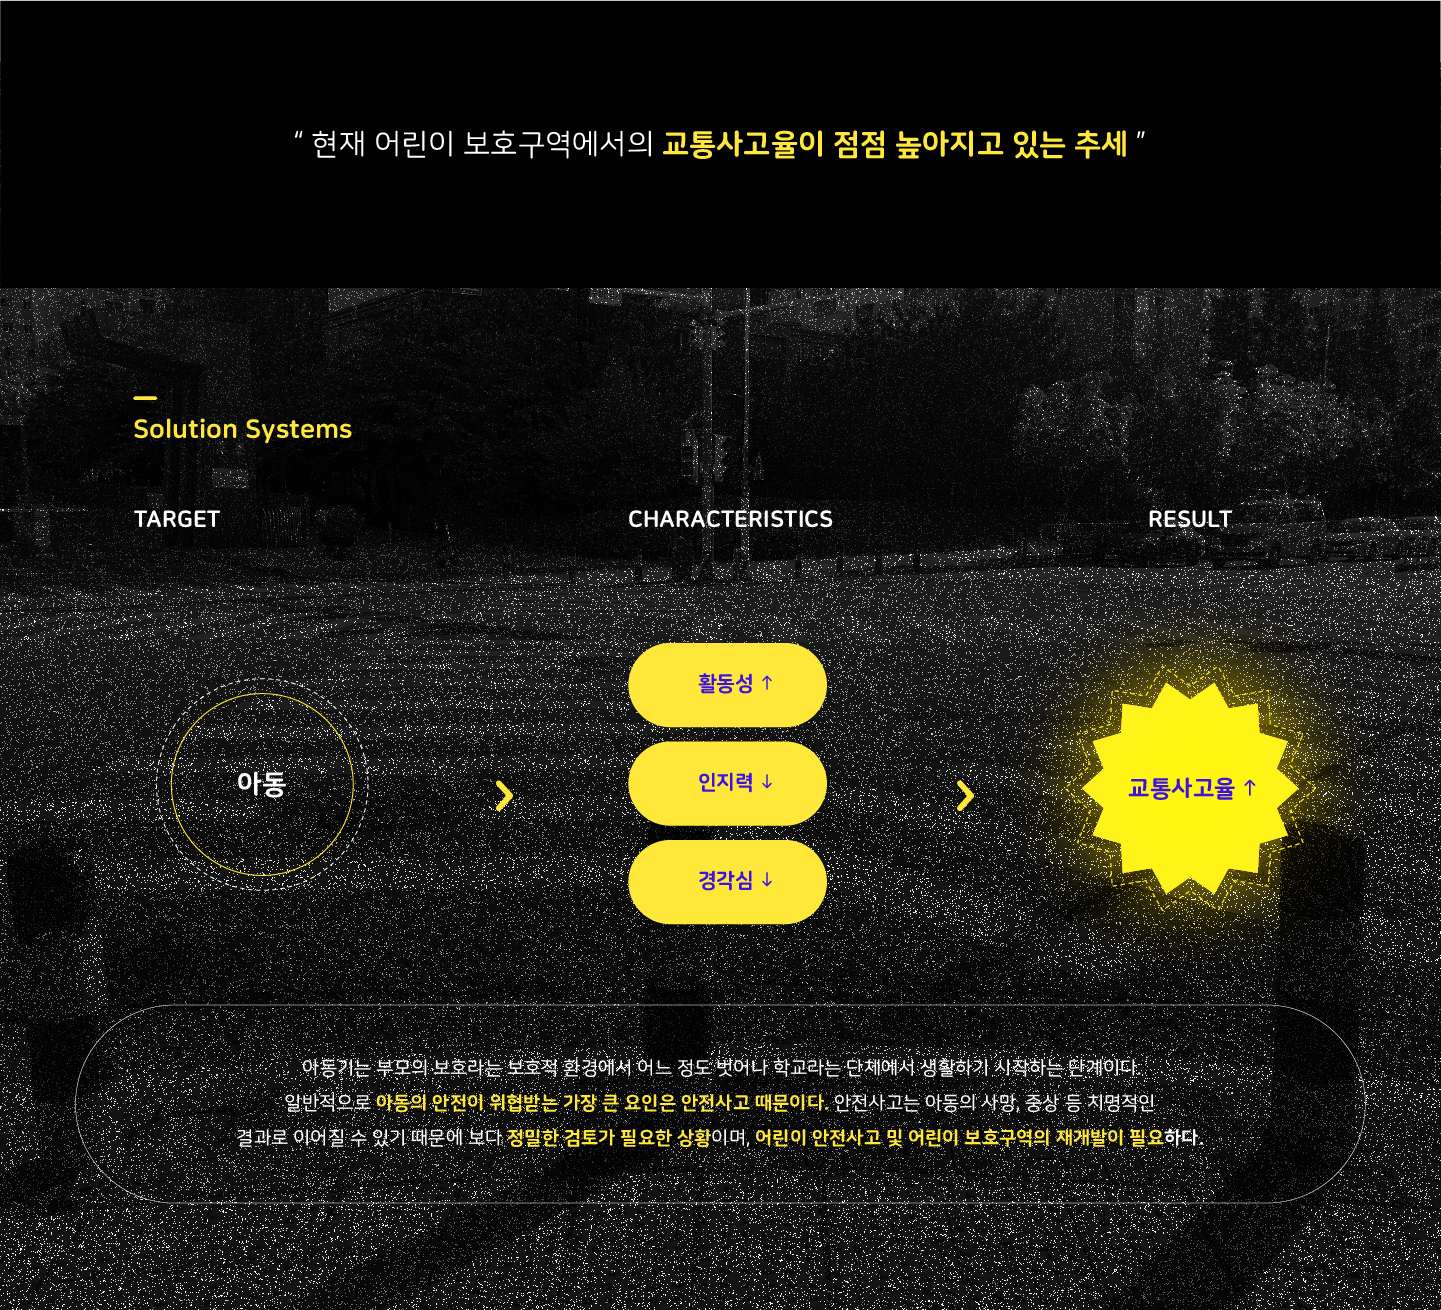 “ 현재 어린이 보호구역에서의 교통사고율이 점점 높아지고 있는 추세 ”
Solution Systems
TARGET
CHARACTERISTICS
RESULT
아동
활동성 ↑
인지력 ↓
경각심 ↓
교통사고율 ↑
아동기는 부모의 보호라는 보호적 환경에서 어느 정도 벗어나 학교라는 단체에서 생활하기 시작하는 단계이다.
일반적으로 아동의 안전이 위협받는 가장 큰 요인은 안전사고 때문이다. 안전사고는 아동의 사망, 중상 등 치명적인
결과로 이어질 수 있기 때문에 보다 정밀한 검토가 필요한 상황이며, 어린이 안전사고 및 어린이 보호구역의 재개발이 필요하다.